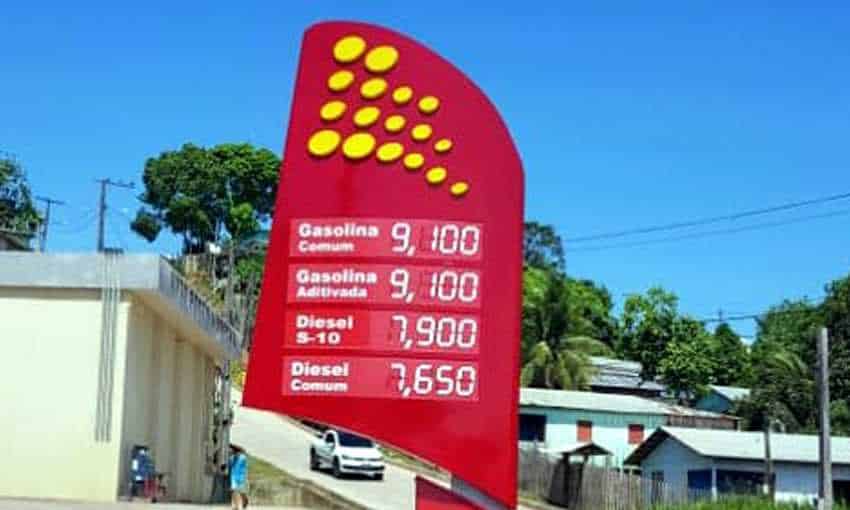 Gasolina 9,100
Comum
Gasolina 9,100
Aditivada
Diesel 7,900
S-10
Diesel 7,650
Comum